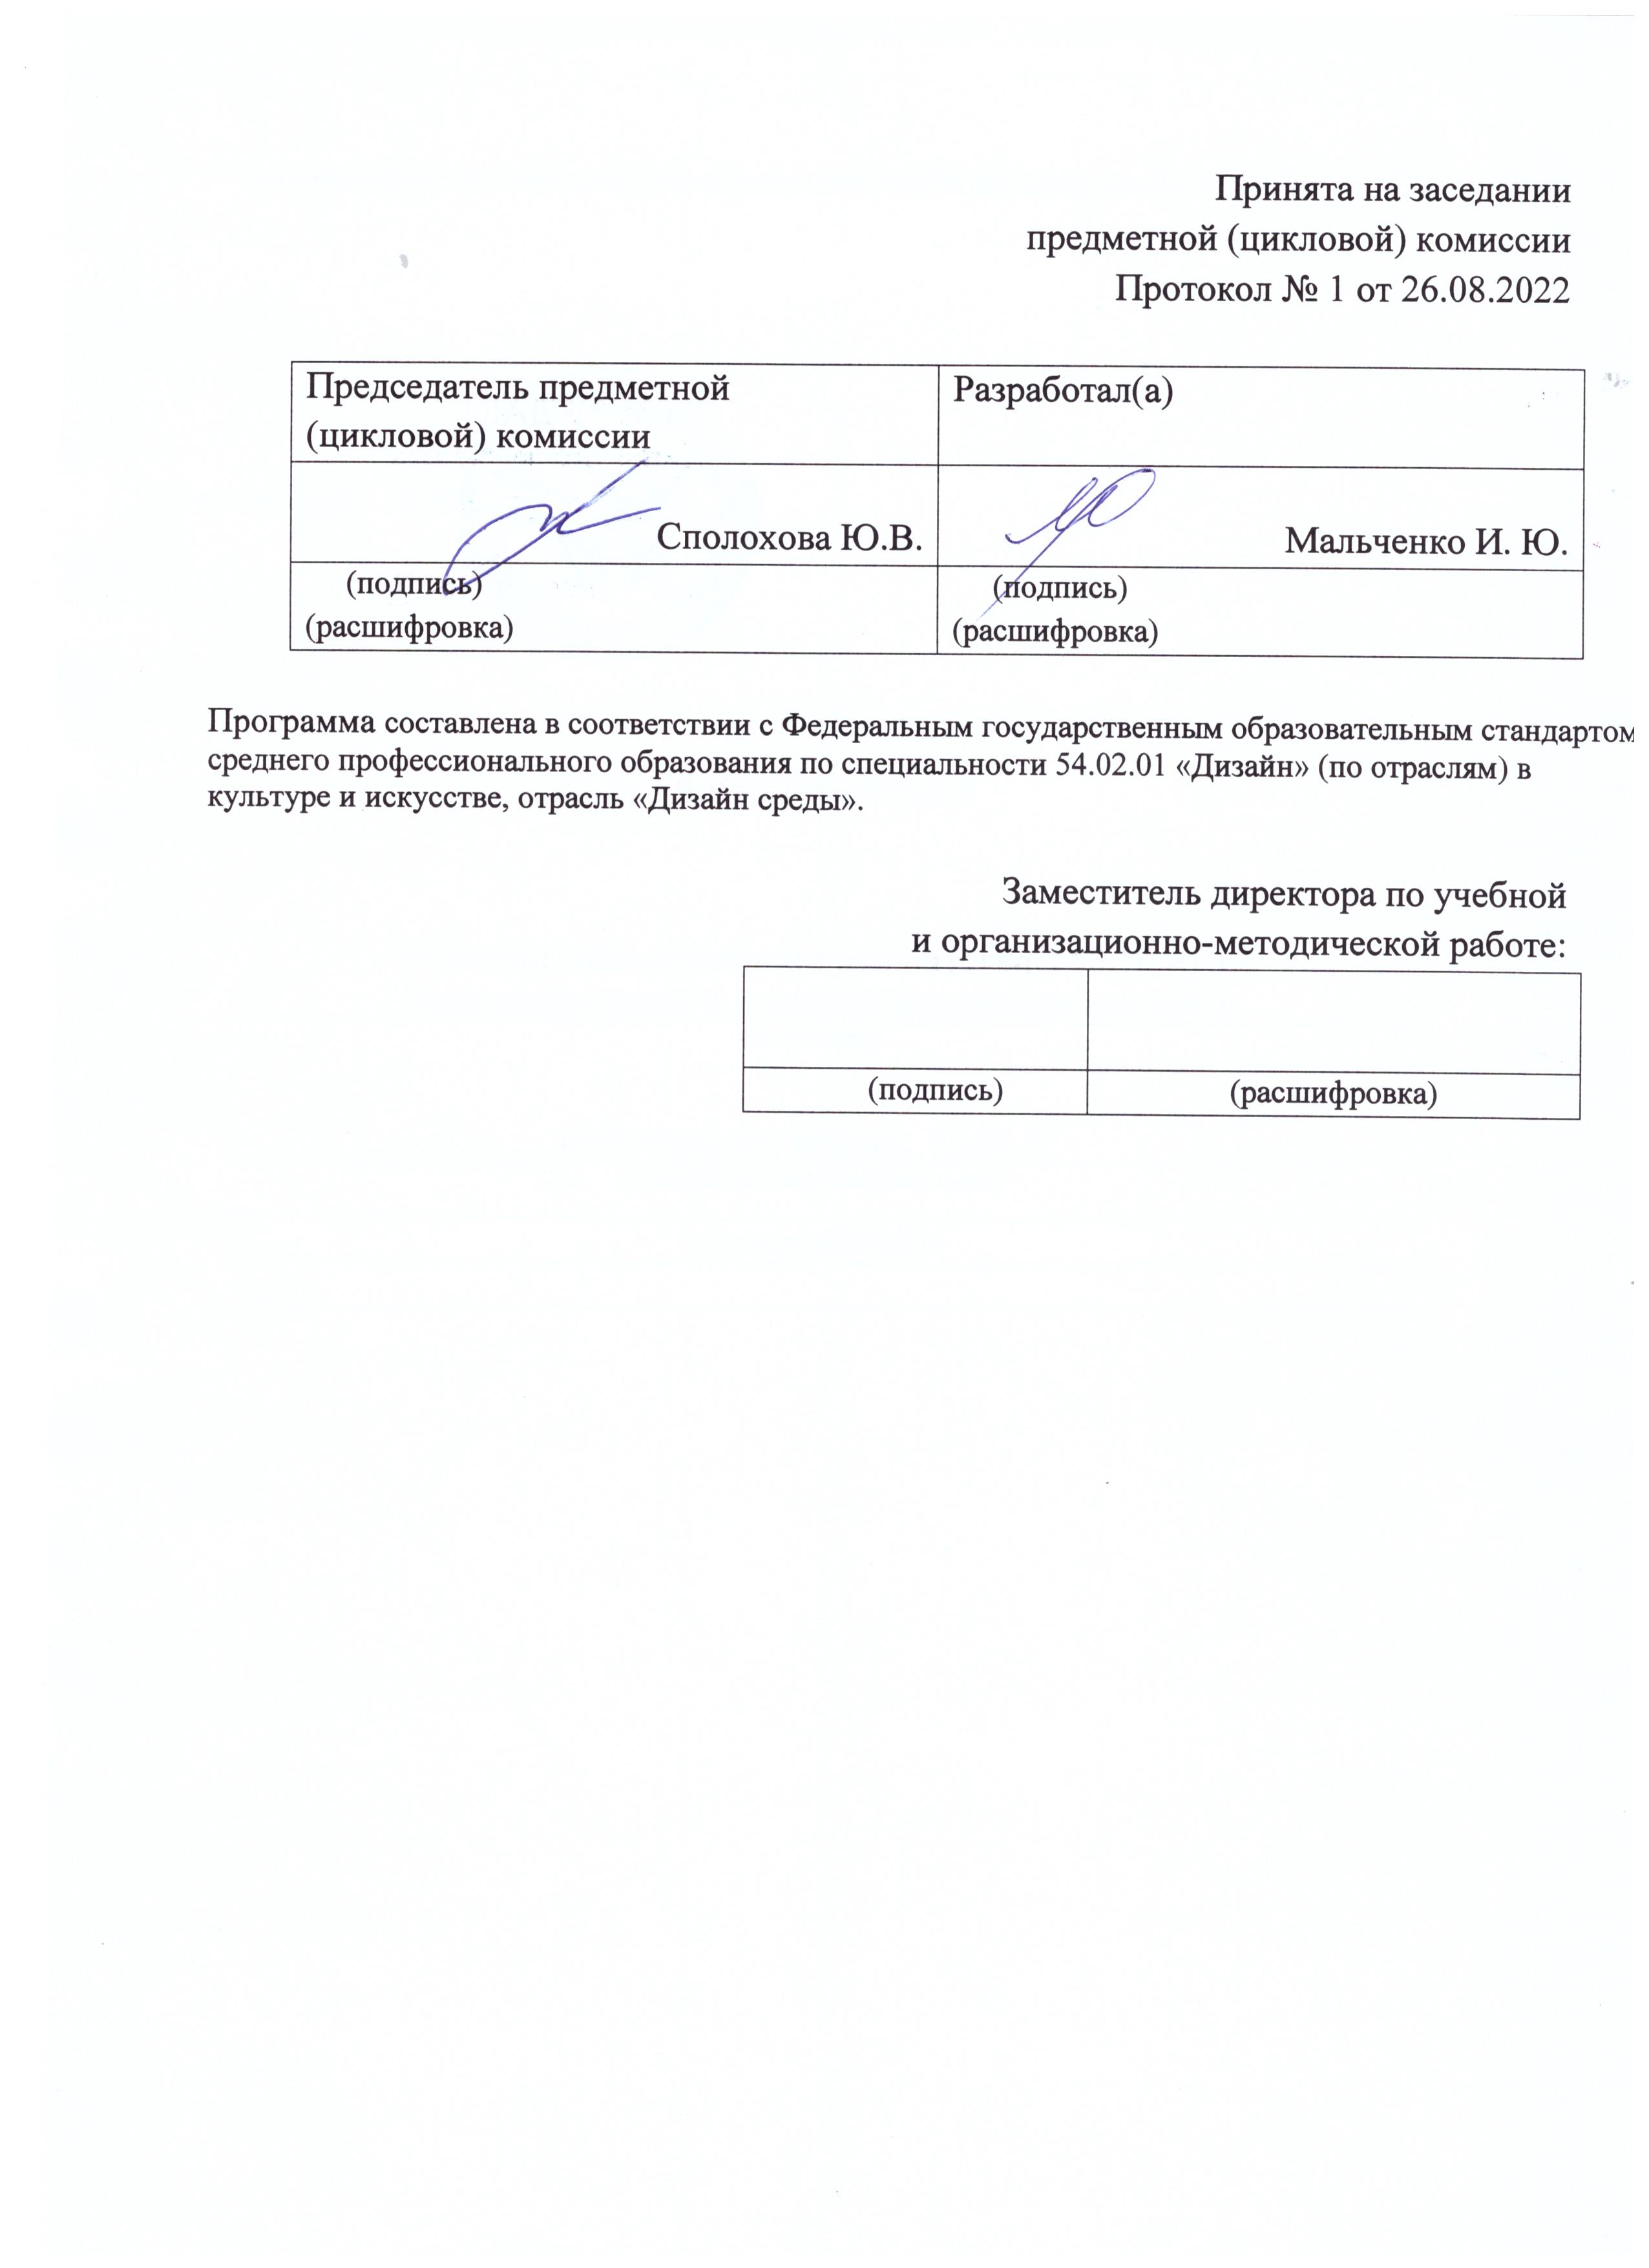 Принята на заседании
предметной (цикловой) комиссии
Протокол № 1 от 26.08.2022
Председатель предметной
(цикловой) комиссии
Разработал(а)
Сполохова Ю.В.
Мальченко И. Ю.
(подпись)
(расшифровка)
(подпись)
(расшифровка)
Программа составлена в соответствии с Федеральным государственным образовательным стандартом
среднего профессионального образования по специальности 54.02.01 «Дизайн» (по отраслям) в
культуре и искусстве, отрасль «Дизайн среды».
Заместитель директора по учебной
и организационно-методической работе:
(подпись) (расшифровка)